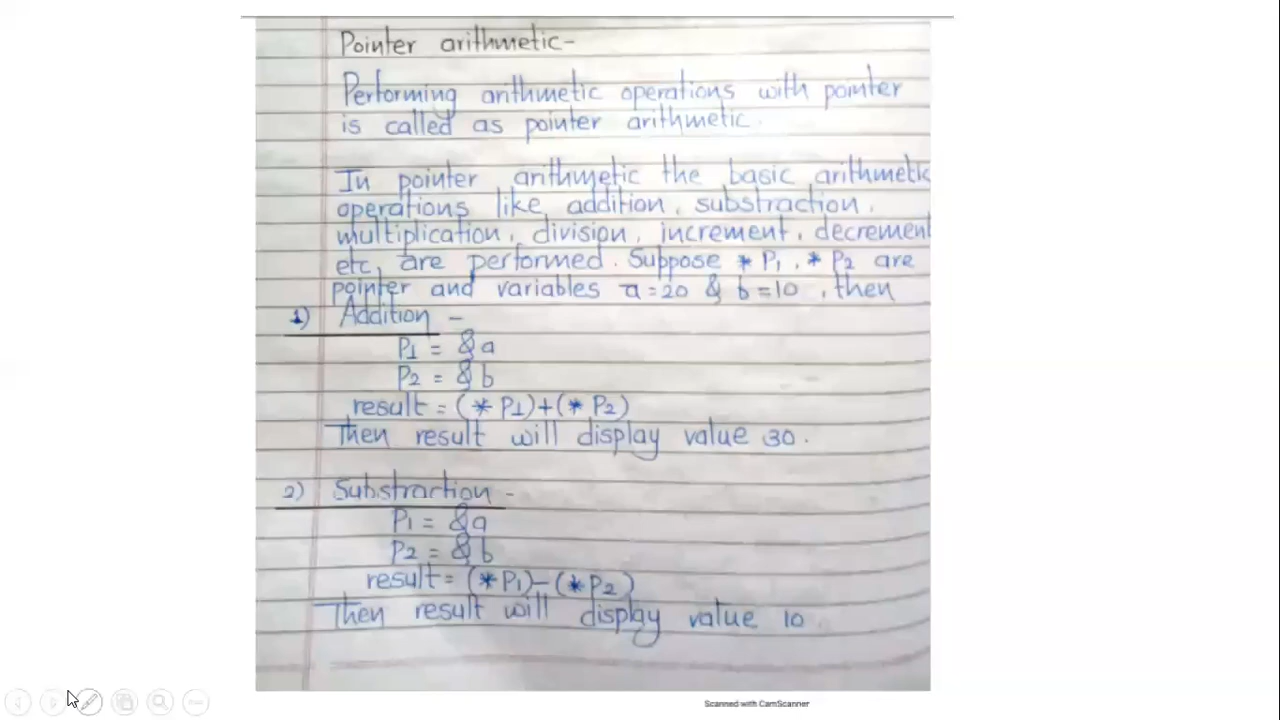 Pointer arithmetic-
Performing arithmetic operations with pointer
is called as pointer arithmetic.
In pointer arithmetic the basic arithmetic
operations like addition, substraction,
multiplication, division, increment, decrement
etc, are performed. Suppose *P1, *P2 are
pointer and variables a=20 & b=10, then
1) Addition -
P1 = &a
P2 = &b
result = (*P1)+(*P2)
Then result will display value 30.
2) Substraction -
P1 = &a
P2 = &b
result = (*P1)-(*P2)
Then result will display value 10.
Scanned with CamScanner